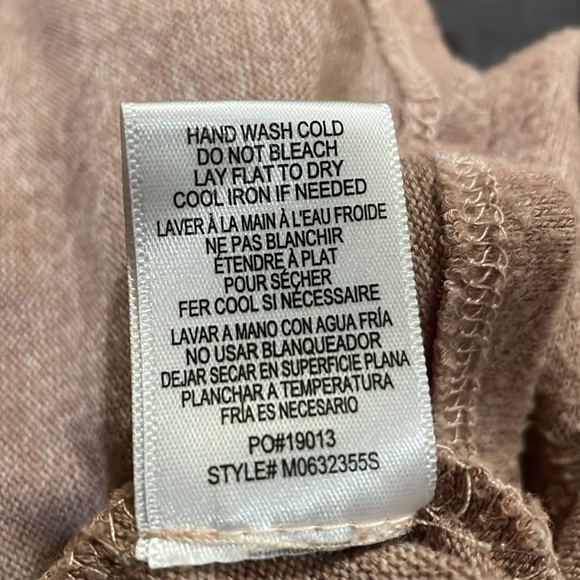 HAND WASH COLD
DO NOT BLEACH
LAY FLAT TO DRY
COOL IRON IF NEEDED
LAVER À LA MAIN À L'EAU FROIDE
NE PAS BLANCHIR
ÉTENDRE À PLAT
POUR SÉCHER
FER COOL SI NÉCESSAIRE
LAVAR A MANO CON AGUA FRÍA
NO USAR BLANQUEADOR
DEJAR SECAR EN SUPERFICIE PLANA
PLANCHAR A TEMPERATURA
FRÍA ES NECESARIO
PO#19013
STYLE# M0632355S